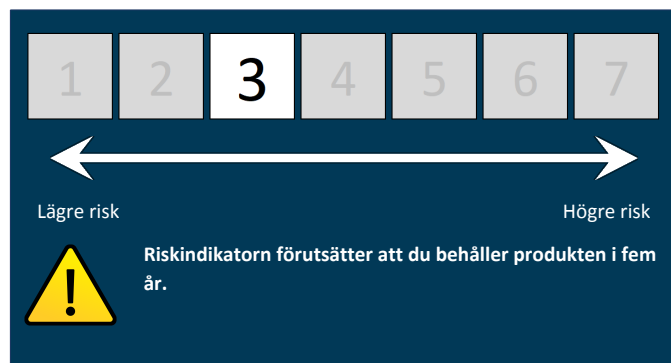 1 2 3 4 5 6 7
Lägre risk Högre risk
Riskindikatorn förutsätter att du behåller produkten i fem
år.